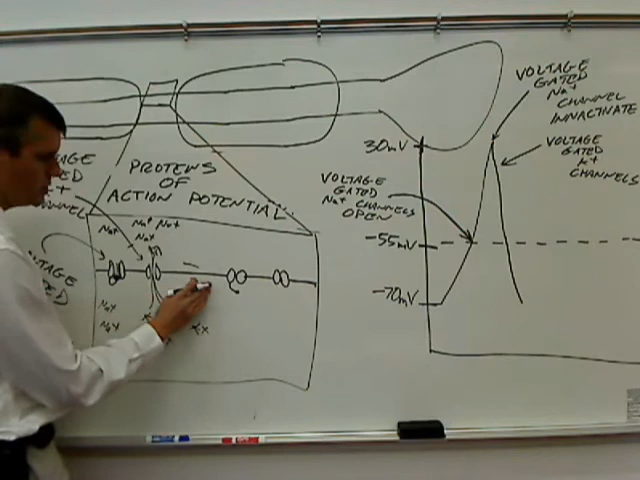 PROTEINS
OF
ACTION POTENTIAL
Na+ Na+ Na+
Na+
Na+
Na+
VOLTAGE
GATED
Na+ CHANNELS
OPEN
30mV
-55mV
-70mV
VOLTAGE
GATED
Na+
CHANNEL
INNACTIVATE
VOLTAGE
GATED
K+
CHANNELS